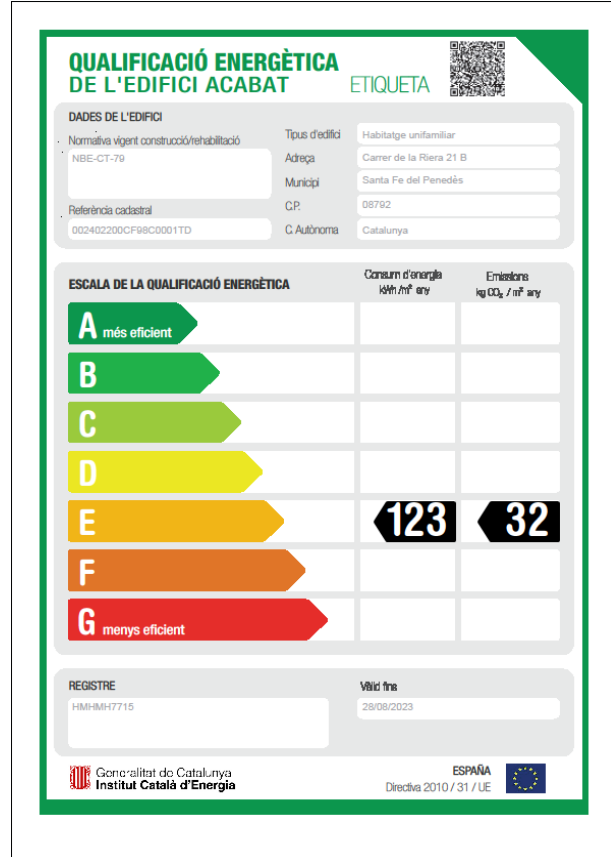 QUALIFICACIÓ ENERGÈTICA
DE L'EDIFICI ACABAT ETIQUETA
DADES DE L'EDIFICI
Normativa vigent construcció/rehabilitació
NBE-CT-79
Referència cadastral
002402200CF98C0001TD
Tipus d'edifici Habitatge unifamiliar
Adreça Carrer de la Riera 21 B
Municipi Santa Fe del Penedès
C.P. 08792
C. Autònoma Catalunya
ESCALA DE LA QUALIFICACIÓ ENERGÈTICA
Consum d'energia
kWh /m² any
Emissions
kg CO₂ / m² any
A més eficient
B
C
D
E 123 32
F
G menys eficient
REGISTRE
HMHMH7715
Vàlid fins
28/08/2023
Generalitat de Catalunya
Institut Català d'Energia
ESPAÑA
Directiva 2010 / 31 / UE